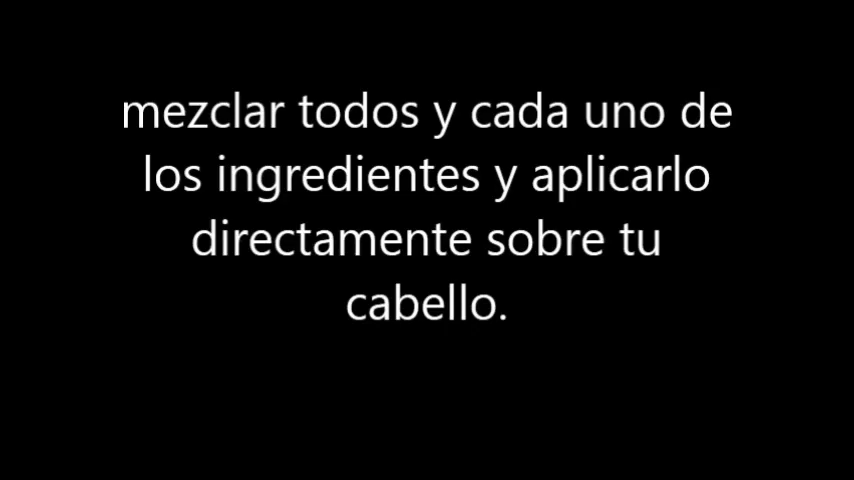 mezclar todos y cada uno de
los ingredientes y aplicarlo
directamente sobre tu
cabello.